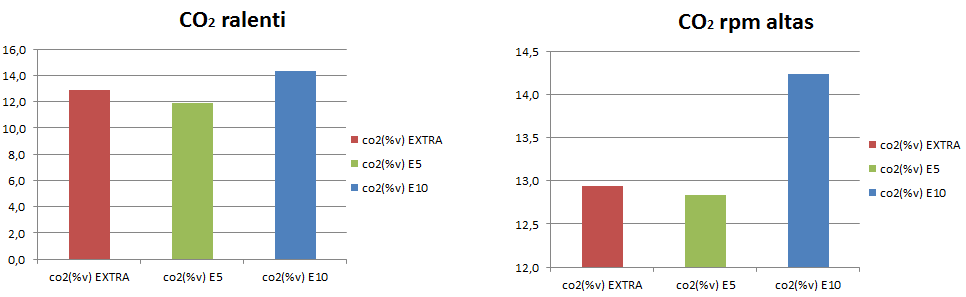 CO₂ ralenti
16,0
14,0
12,0
10,0
8,0
6,0
4,0
2,0
0,0
co2(%v) EXTRA
co2(%v) E5
co2(%v) E10
co2(%v) EXTRA
co2(%v) E5
co2(%v) E10
CO₂ rpm altas
14,5
14,0
13,5
13,0
12,5
12,0
co2(%v) EXTRA
co2(%v) E5
co2(%v) E10
co2(%v) EXTRA
co2(%v) E5
co2(%v) E10